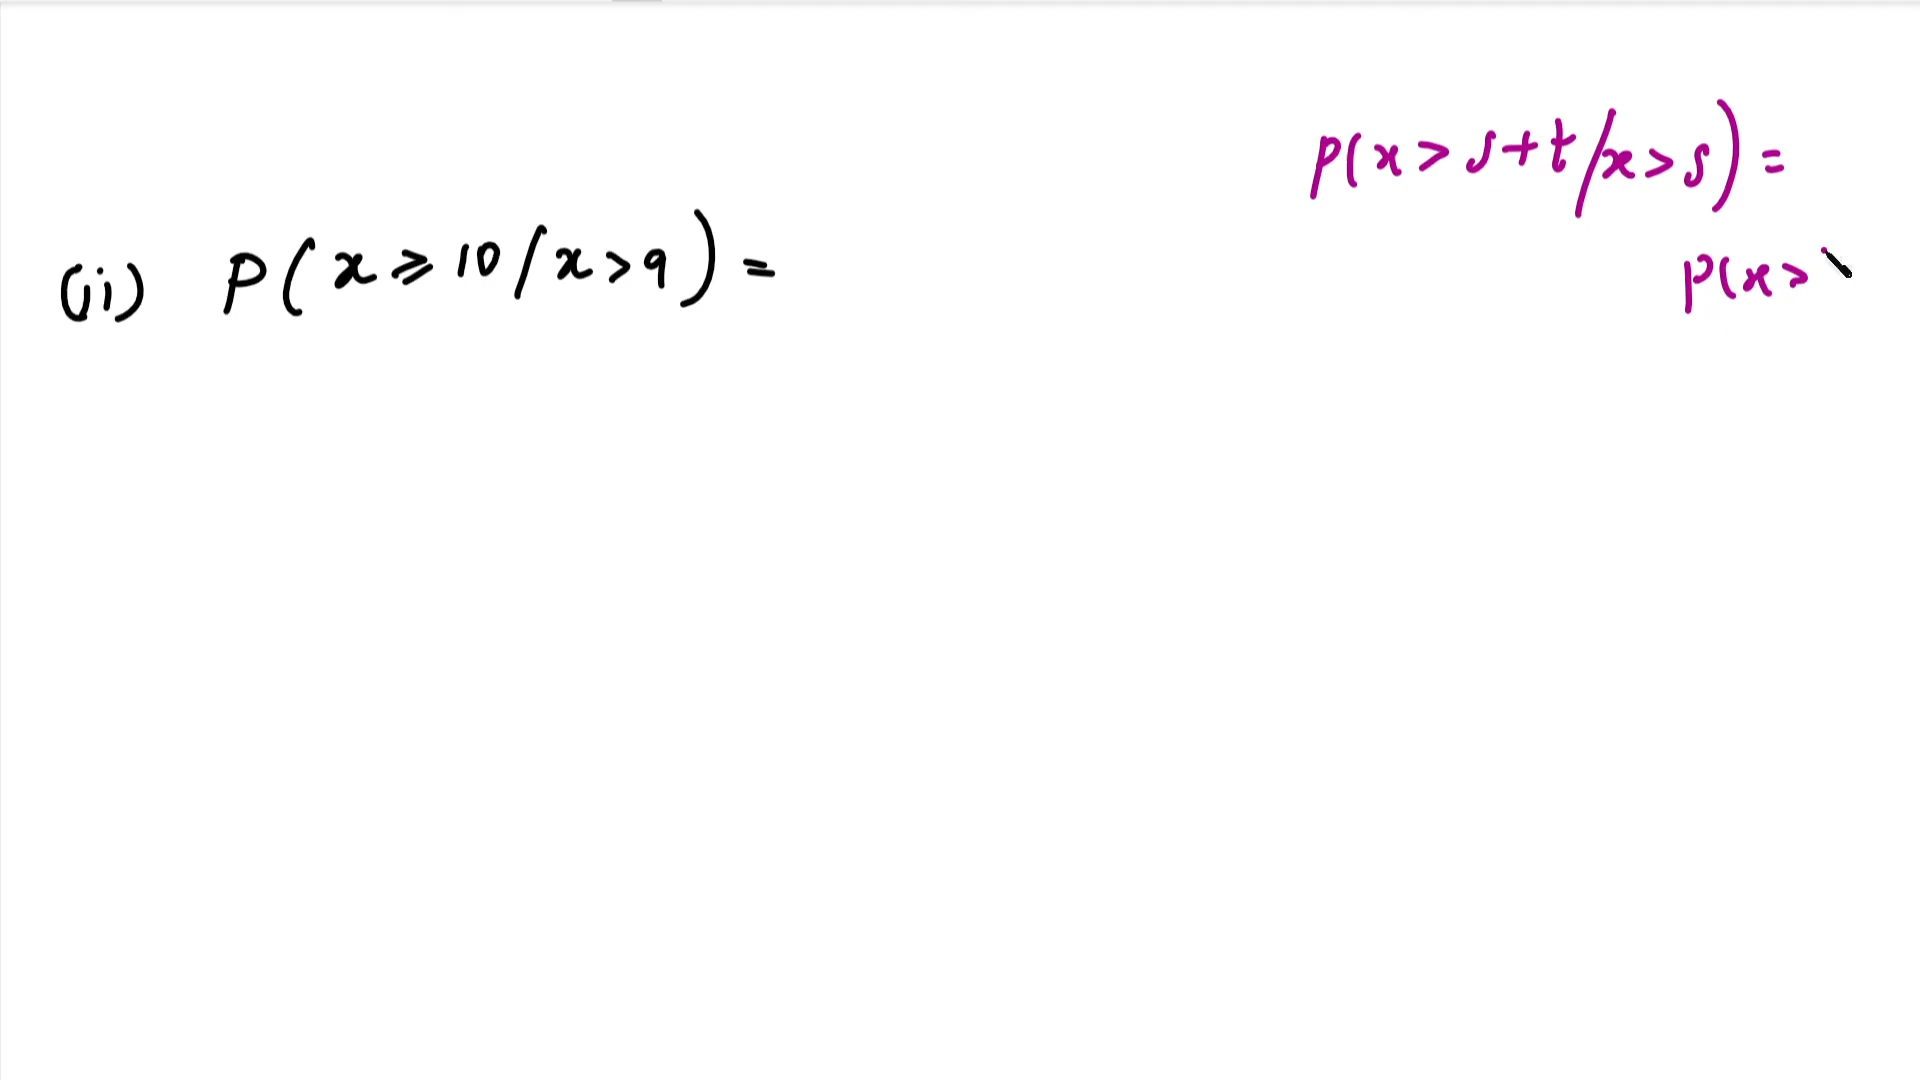 P(x > s+t/x>s) =
(ii) P(x ⩾ 10/x>9) =
P(x>